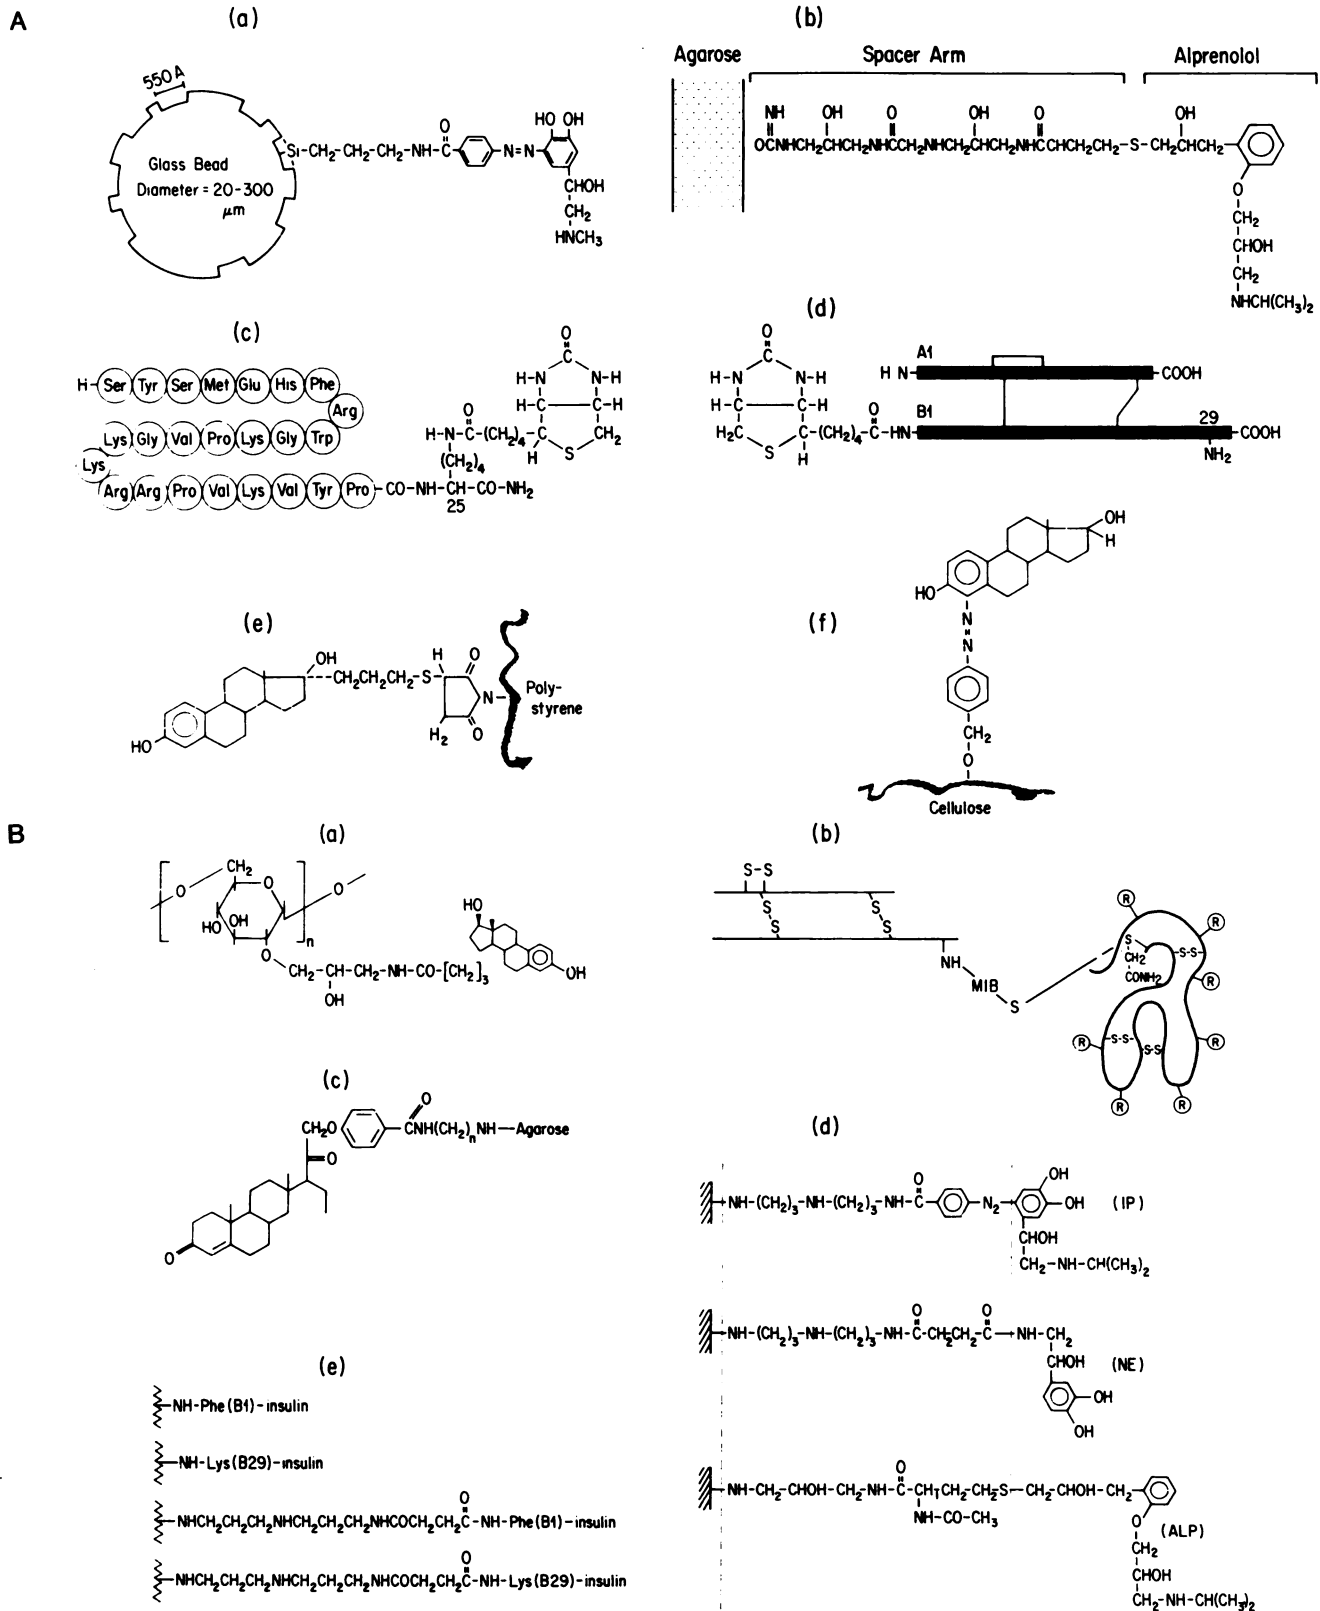 A
(a)
550 A
Glass Bead
Diameter = 20-300
μm
Si-CH₂-CH₂-CH₂-NH-C
O
N=N
HO OH
CHOH
CH₂
HNCH₃
(b)
Agarose Spacer Arm Alprenolol
NH OH O OH O OH
OCNHCH₂CHCH₂NHCCH₂NHCH₂CHCH₂NHCCHCH₂CH₂-S-CH₂CHCH₂
O
CH₂
CHOH
CH₂
NHCH(CH₃)₂
(c)
H-Ser Tyr Ser Met Glu His Phe
Arg
Lys Gly Val Pro Lys Gly Trp
Lys
Arg Arg Pro Val Lys Val Tyr Pro-CO-NH-CH-CO-NH₂
25
(CH₂)₄
H-N
O
C-(CH₂)₄-C
H
O
C
H-N N-H
H-C C-H
S CH₂
(d)
O
C
H-N N-H
H-C C-H
H₂C S C-(CH₂)₄-C-HN
H
O
A1
H N- -COOH
B1
29
-COOH
NH₂
(e)
HO
OH
---CH₂CH₂CH₂-S
H O
N
H₂ O
Poly-
styrene
(f)
OH
H
HO
N
N
CH₂
O
Cellulose
B
(a)
O CH₂ O O
HO OH
n
O
CH₂-CH-CH₂-NH-CO-[CH₂]₃
OH
HO
OH
(b)
S-S
S S
S S
NH
MIB
S
S
CH₂
CONH₂
-S-S-
-S-S-
S-S
R R R R R R R
(c)
O
CH₂O CNH(CH₂)ₙNH-Agarose
=O
O
(d)
O OH
NH-(CH₂)₃-NH-(CH₂)₃-NH-C N₂ OH (IP)
CHOH
CH₂-NH-CH(CH₃)₂
O O
NH-(CH₂)₃-NH-(CH₂)₃-NH-C-CH₂CH₂-C-NH-CH₂
CHOH (NE)
OH
OH
O
NH-CH₂-CHOH-CH₂-NH-C-CH-CH₂-CH₂S-CH₂-CHOH-CH₂
NH-CO-CH₃
O (ALP)
CH₂
CHOH
CH₂-NH-CH(CH₃)₂
(e)
NH-Phe(B1)-insulin
NH-Lys(B29)-insulin
O
NHCH₂CH₂CH₂NHCH₂CH₂CH₂NHCOCH₂CH₂C-NH-Phe(B1)-insulin
O
NHCH₂CH₂CH₂NHCH₂CH₂CH₂NHCOCH₂CH₂C-NH-Lys(B29)-insulin